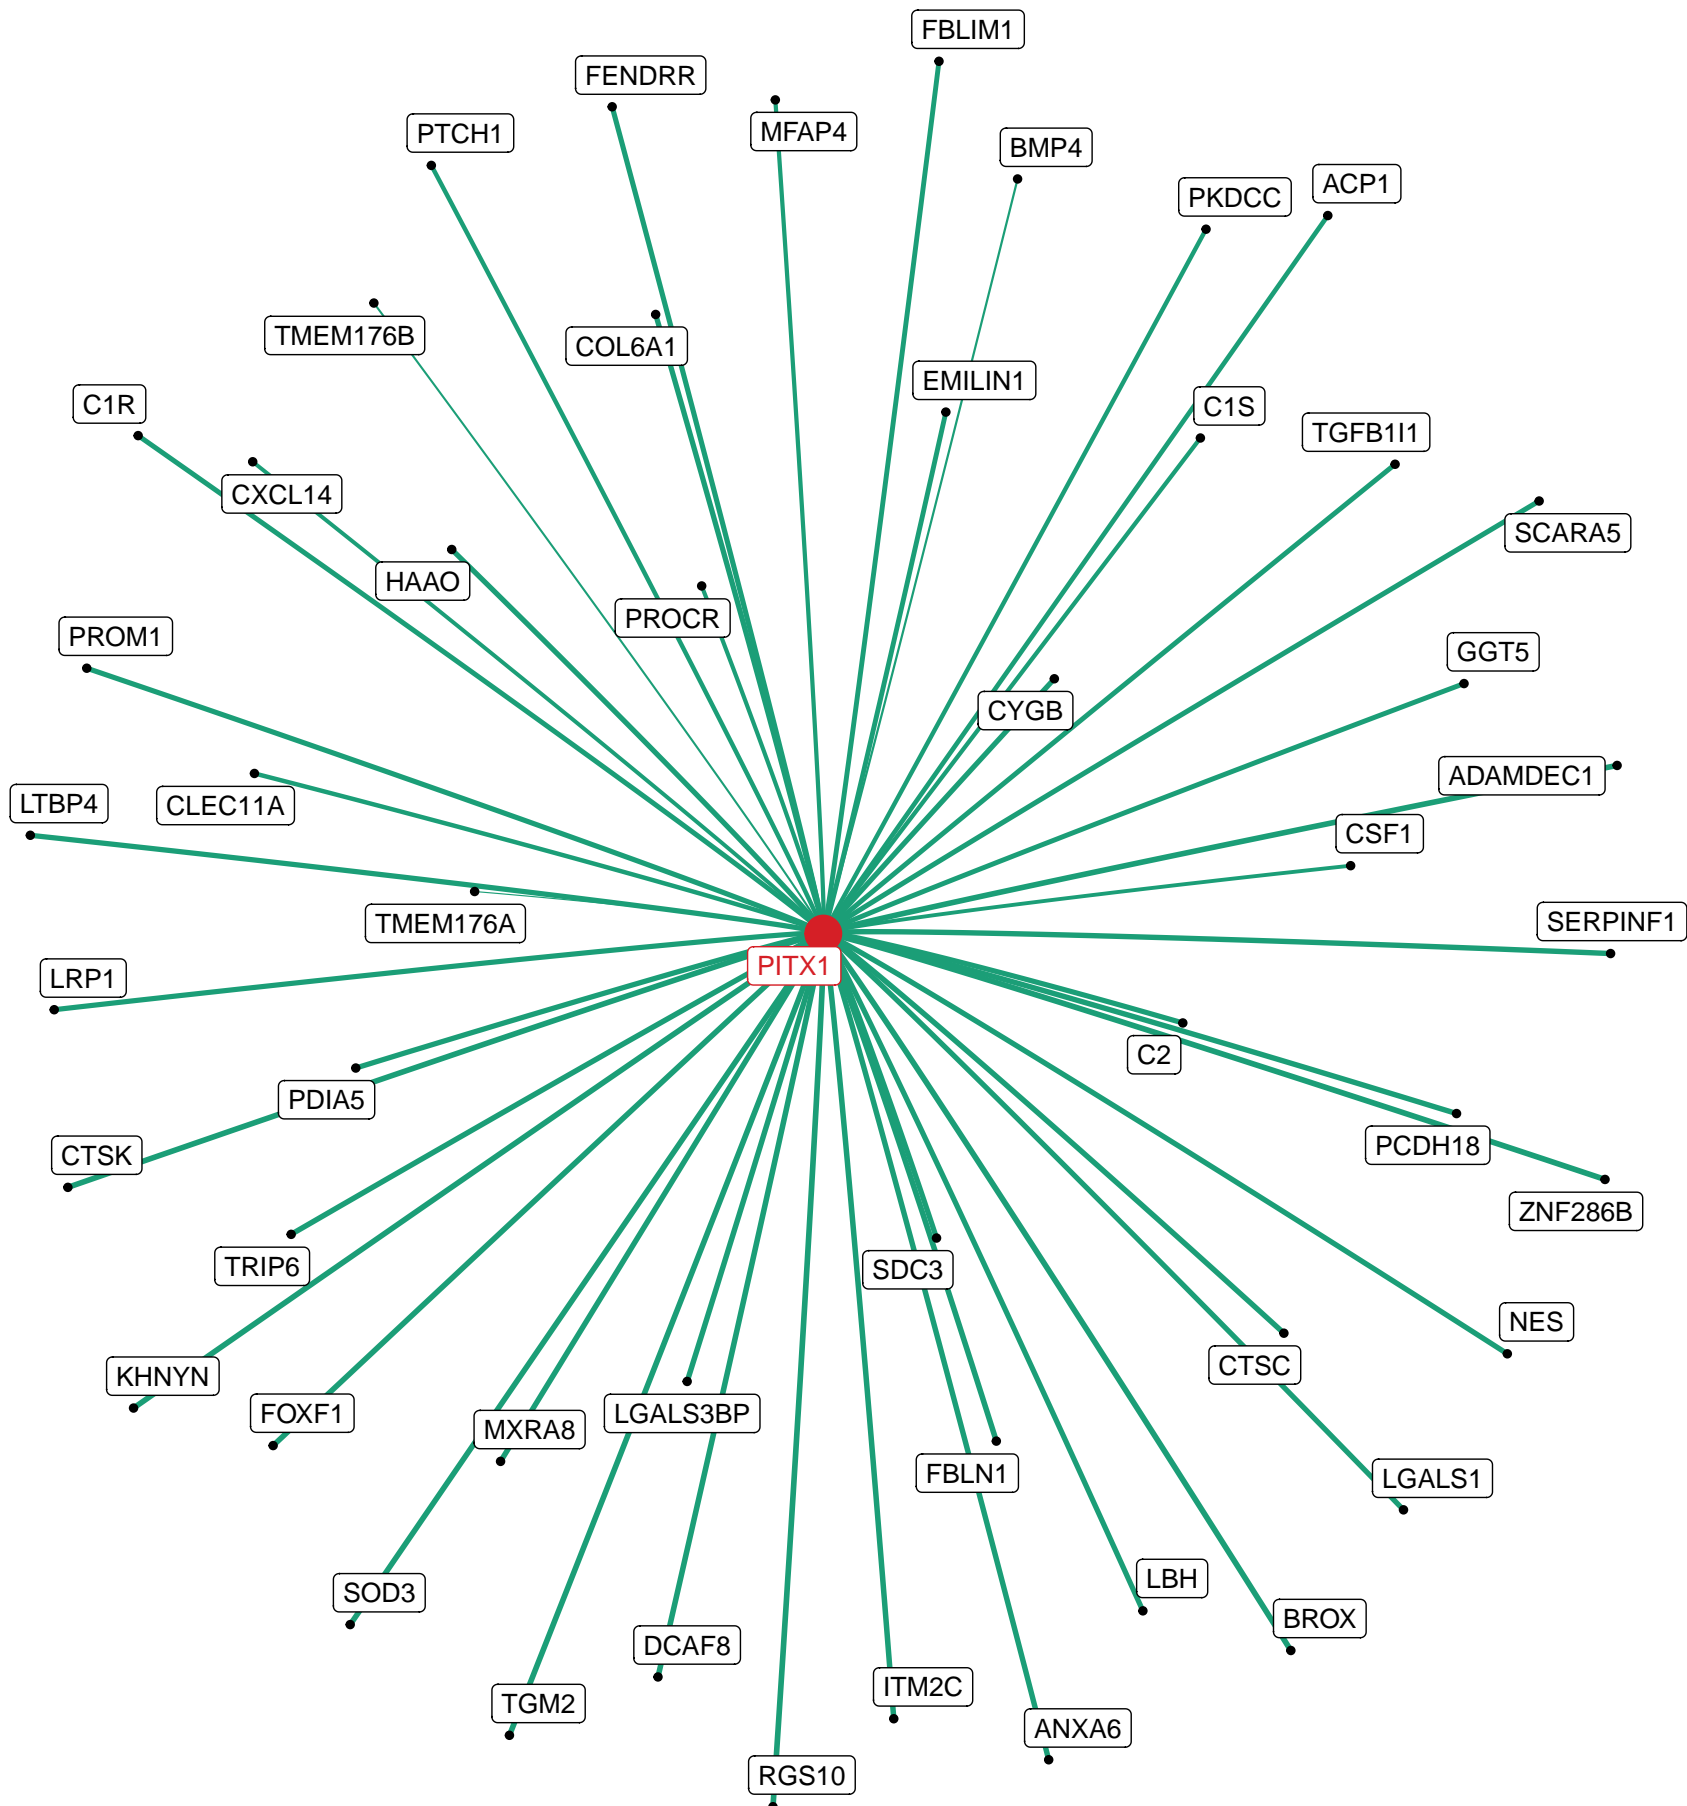 FBLIM1
FENDRR
MFAP4
PTCH1
BMP4
ACP1
PKDCC
TMEM176B
COL6A1
EMILIN1
C1R
C1S
TGFB1I1
CXCL14
SCARA5
HAAO
PROCR
PROM1
GGT5
CYGB
ADAMDEC1
LTBP4
CLEC11A
CSF1
TMEM176A
SERPINF1
PITX1
LRP1
C2
PDIA5
PCDH18
CTSK
ZNF286B
TRIP6
SDC3
NES
CTSC
KHNYN
FOXF1
LGALS3BP
MXRA8
FBLN1
LGALS1
LBH
SOD3
BROX
DCAF8
ITM2C
TGM2
ANXA6
RGS10